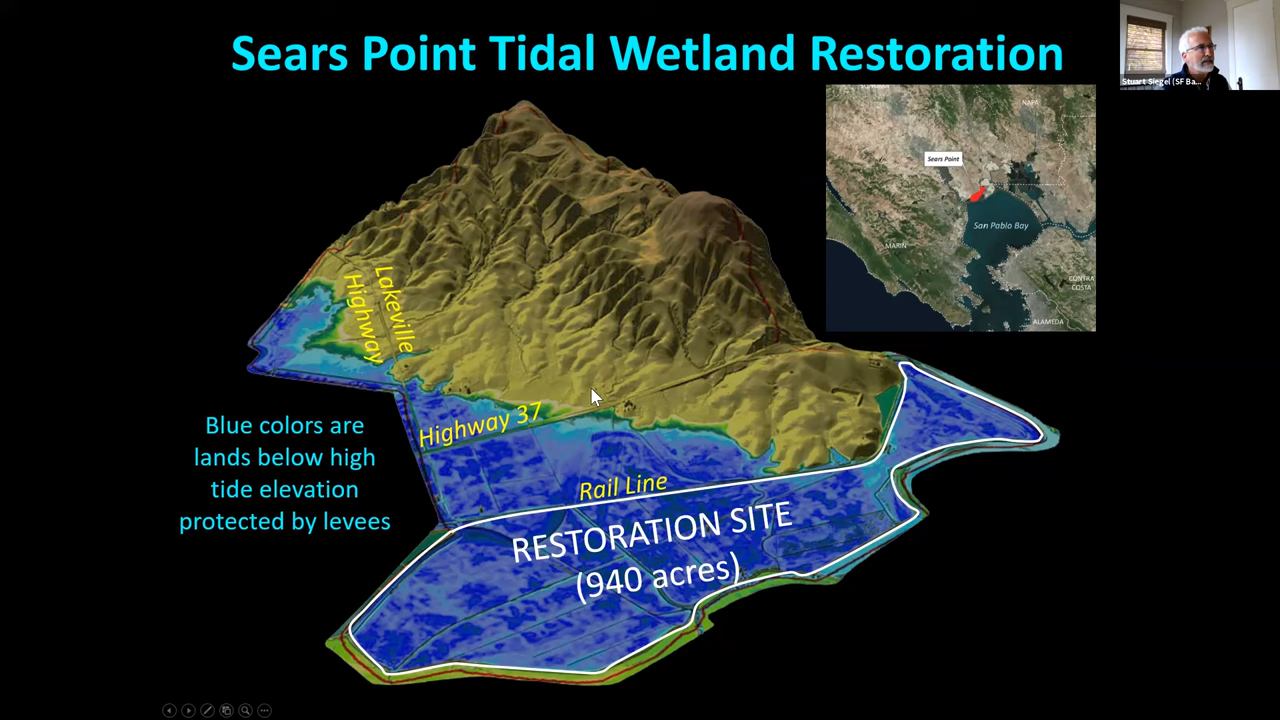 Sears Point Tidal Wetland Restoration
Stuart Siegel (SF Ba...
NAPA
Sears Point
San Pablo Bay
MARIN
CONTRA
COSTA
ALAMEDA
Lakeville
Highway
Highway 37
Blue colors are
lands below high
tide elevation
protected by levees
Rail Line
RESTORATION SITE
(940 acres)